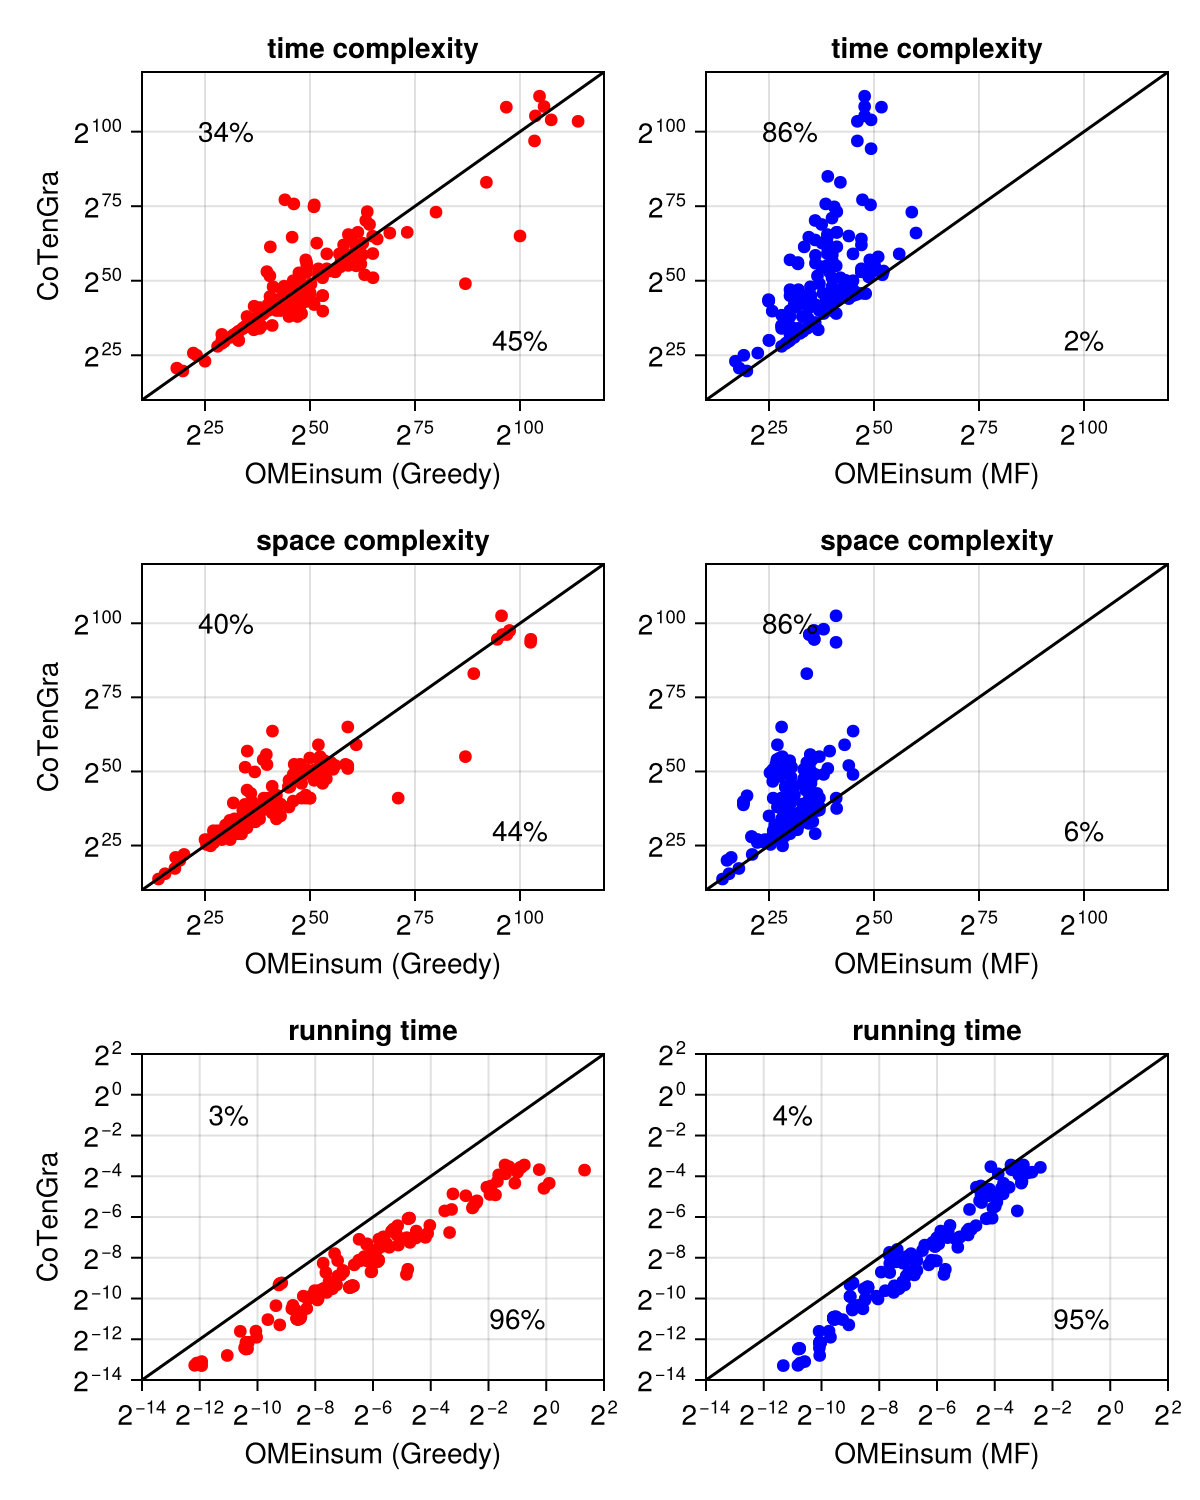 time complexity
time complexity
CoTenGra
2^100
2^75
2^50
2^25
34%
45%
2^25 2^50 2^75 2^100
OMEinsum (Greedy)
2^100
2^75
2^50
2^25
86%
2%
2^25 2^50 2^75 2^100
OMEinsum (MF)
space complexity
space complexity
CoTenGra
2^100
2^75
2^50
2^25
40%
44%
2^25 2^50 2^75 2^100
OMEinsum (Greedy)
2^100
2^75
2^50
2^25
86%
6%
2^25 2^50 2^75 2^100
OMEinsum (MF)
running time
running time
CoTenGra
2^2
2^0
2^−2
2^−4
2^−6
2^−8
2^−10
2^−12
2^−14
3%
96%
2^−14 2^−12 2^−10 2^−8 2^−6 2^−4 2^−2 2^0 2^2
OMEinsum (Greedy)
2^2
2^0
2^−2
2^−4
2^−6
2^−8
2^−10
2^−12
2^−14
4%
95%
2^−14 2^−12 2^−10 2^−8 2^−6 2^−4 2^−2 2^0 2^2
OMEinsum (MF)